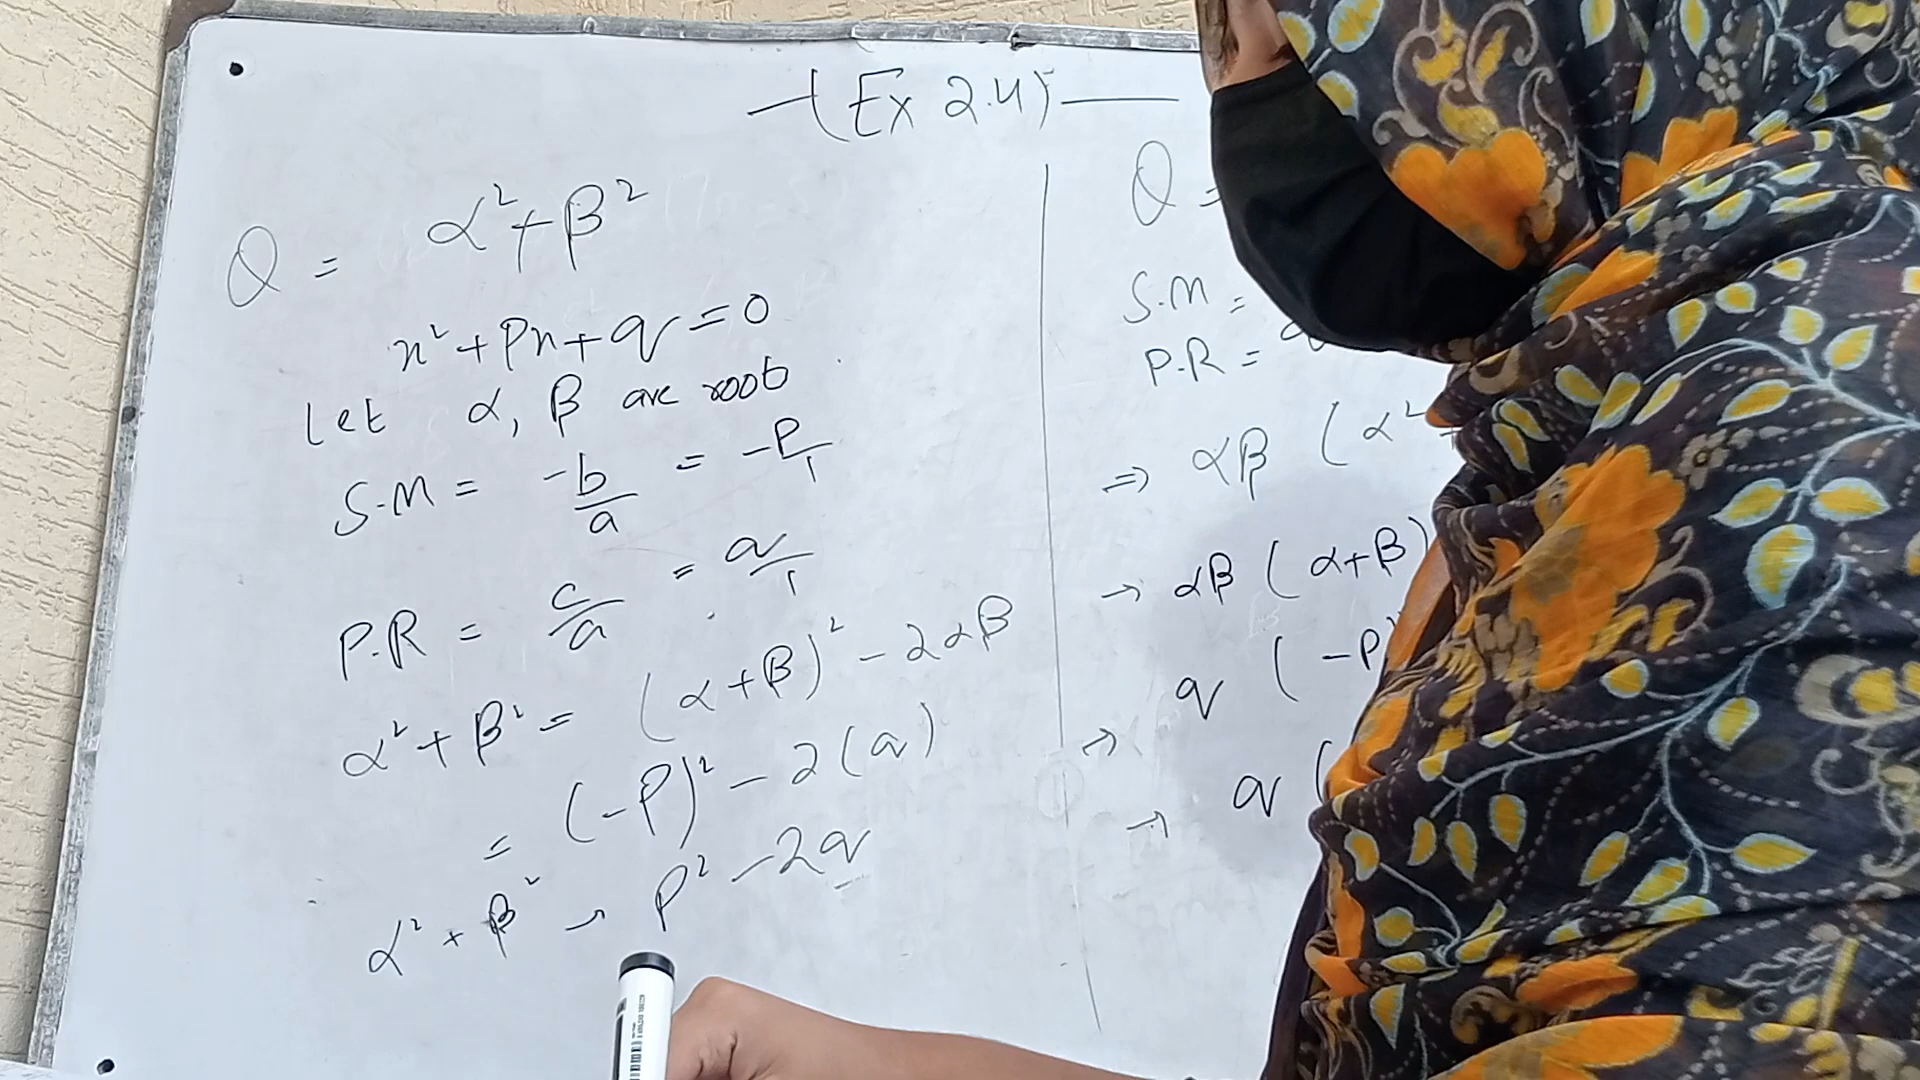 (Ex 2.4)
Q = α² + β²
x² + Px + q = 0
Let α, β are root
S.M = -b/a = -P/1
P.R = c/a = q/1
α² + β² = (α + β)² - 2αβ
= (-P)² - 2(q)
α² + β² → P² - 2q
Q =
S.M =
P.R =
⇒ αβ (α²
→ αβ (α+β)
q (-P)
→
→ q (